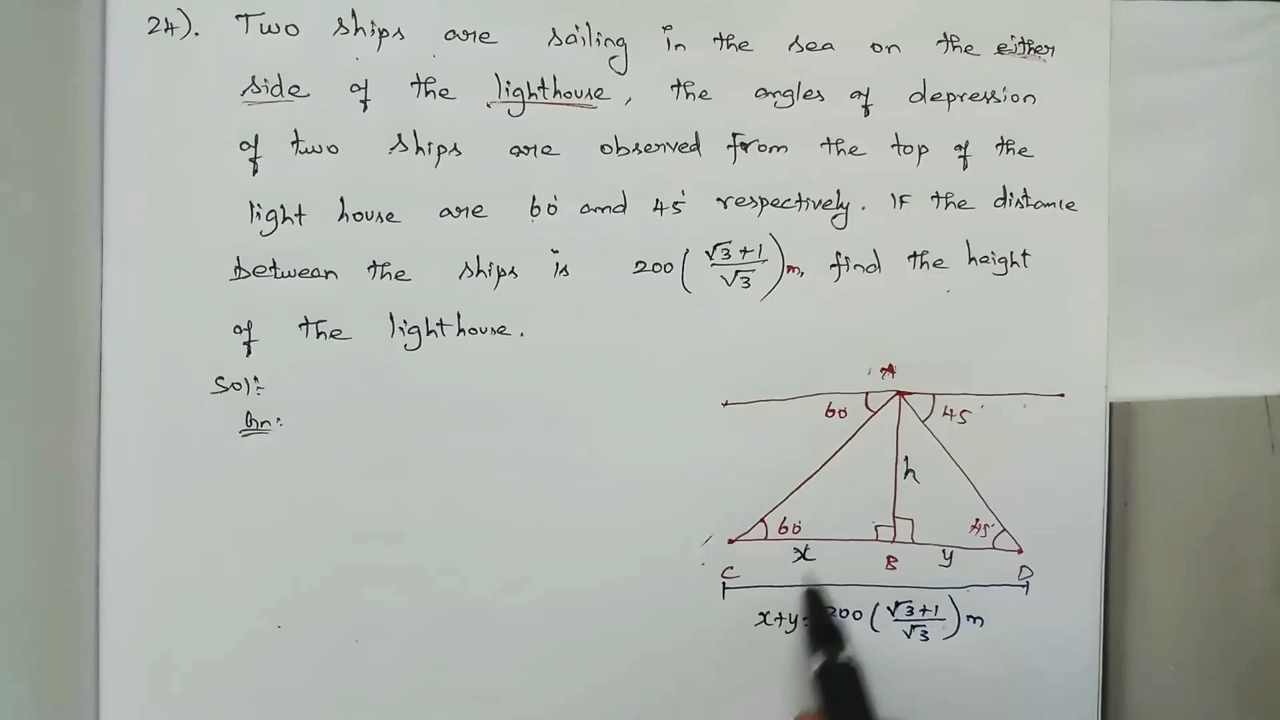 24). Two ships are sailing in the sea on the either
side of the lighthouse, the angles of depression
of two ships are observed from the top of the
light house are 60° and 45° respectively. If the distance
between the ships is 200 ( (√3+1)/√3 ) m, find the height
of the lighthouse.
Sol:
A
60° 45°
h
60° 45°
x B y
C D
x+y= 200 ( (√3+1)/√3 ) m